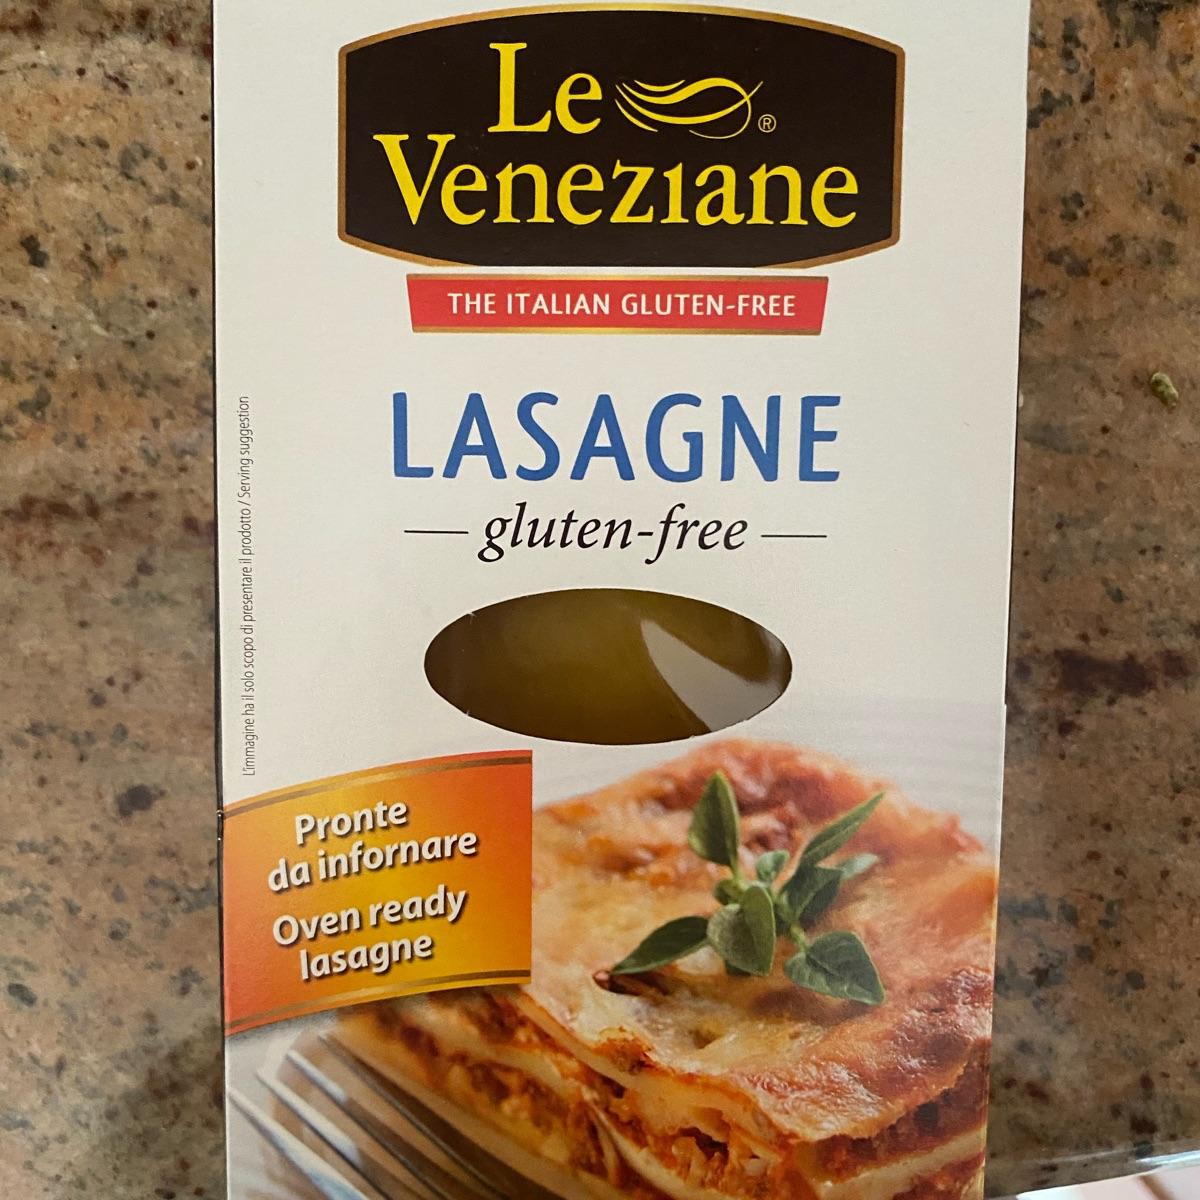 Le
®
Veneziane
THE ITALIAN GLUTEN-FREE
LASAGNE
gluten-free
L'immagine ha il solo scopo di presentare il prodotto / Serving suggestion
Pronte
da infornare
Oven ready
lasagne